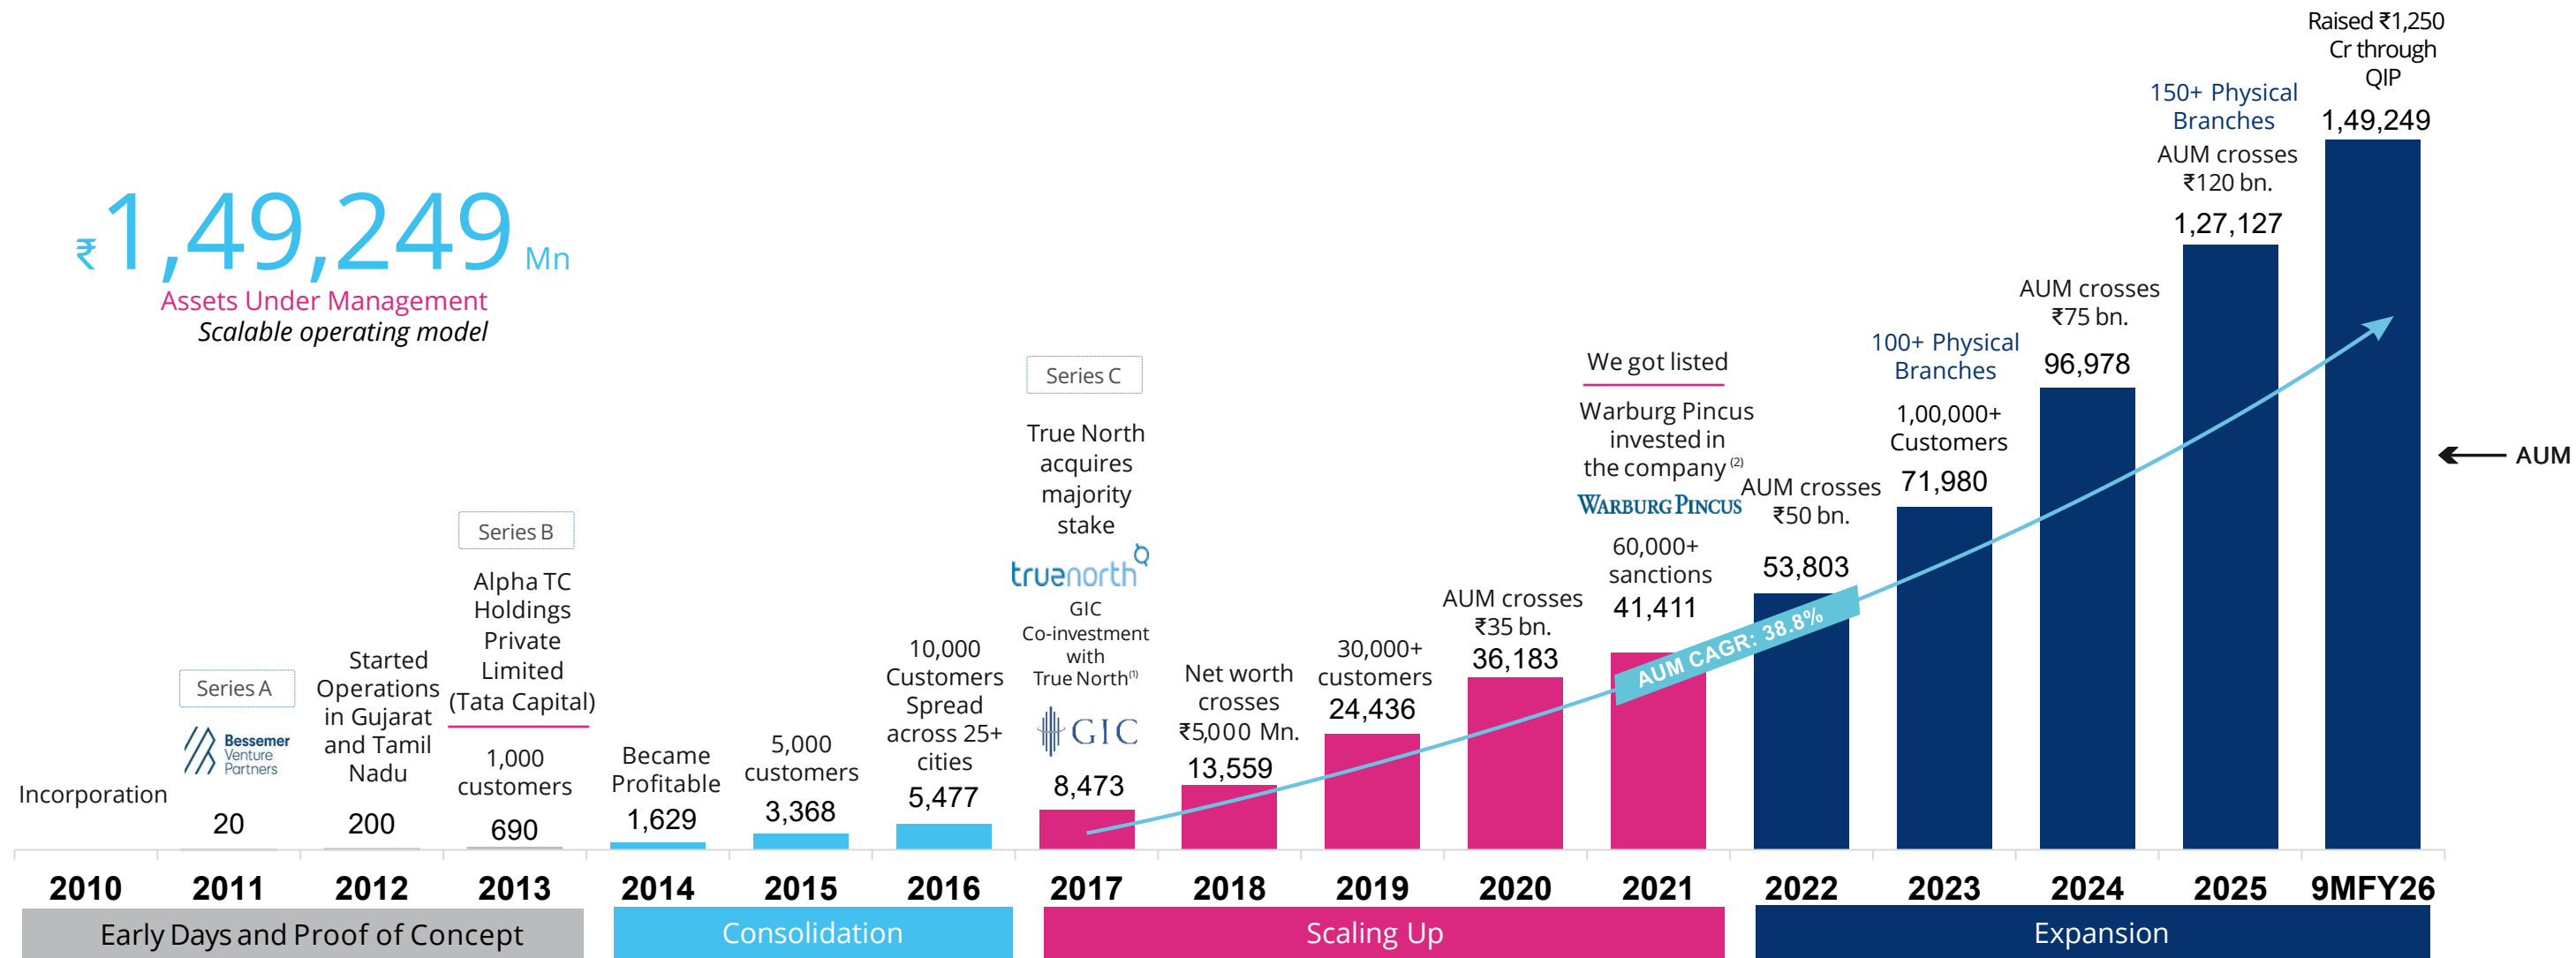 ₹1,49,249 Mn
Assets Under Management
Scalable operating model
Incorporation
Series A
Bessemer
Venture
Partners
20
Started
Operations
in Gujarat
and Tamil
Nadu
200
Series B
Alpha TC
Holdings
Private
Limited
(Tata Capital)
1,000
customers
690
Became
Profitable
1,629
5,000
customers
3,368
10,000
Customers
Spread
across 25+
cities
5,477
Series C
True North
acquires
majority
stake
truenorth
GIC
Co-investment
with
True North(1)
GIC
8,473
Net worth
crosses
₹5,000 Mn.
13,559
30,000+
customers
24,436
AUM crosses
₹35 bn.
36,183
We got listed
Warburg Pincus
invested in
the company (2)
WARBURG PINCUS
60,000+
sanctions
41,411
AUM CAGR: 38.8%
AUM crosses
₹50 bn.
53,803
100+ Physical
Branches
1,00,000+
Customers
71,980
AUM crosses
₹75 bn.
96,978
150+ Physical
Branches
AUM crosses
₹120 bn.
1,27,127
Raised ₹1,250
Cr through
QIP
1,49,249
AUM
2010 2011 2012 2013 2014 2015 2016 2017 2018 2019 2020 2021 2022 2023 2024 2025 9MFY26
Early Days and Proof of Concept Consolidation Scaling Up Expansion